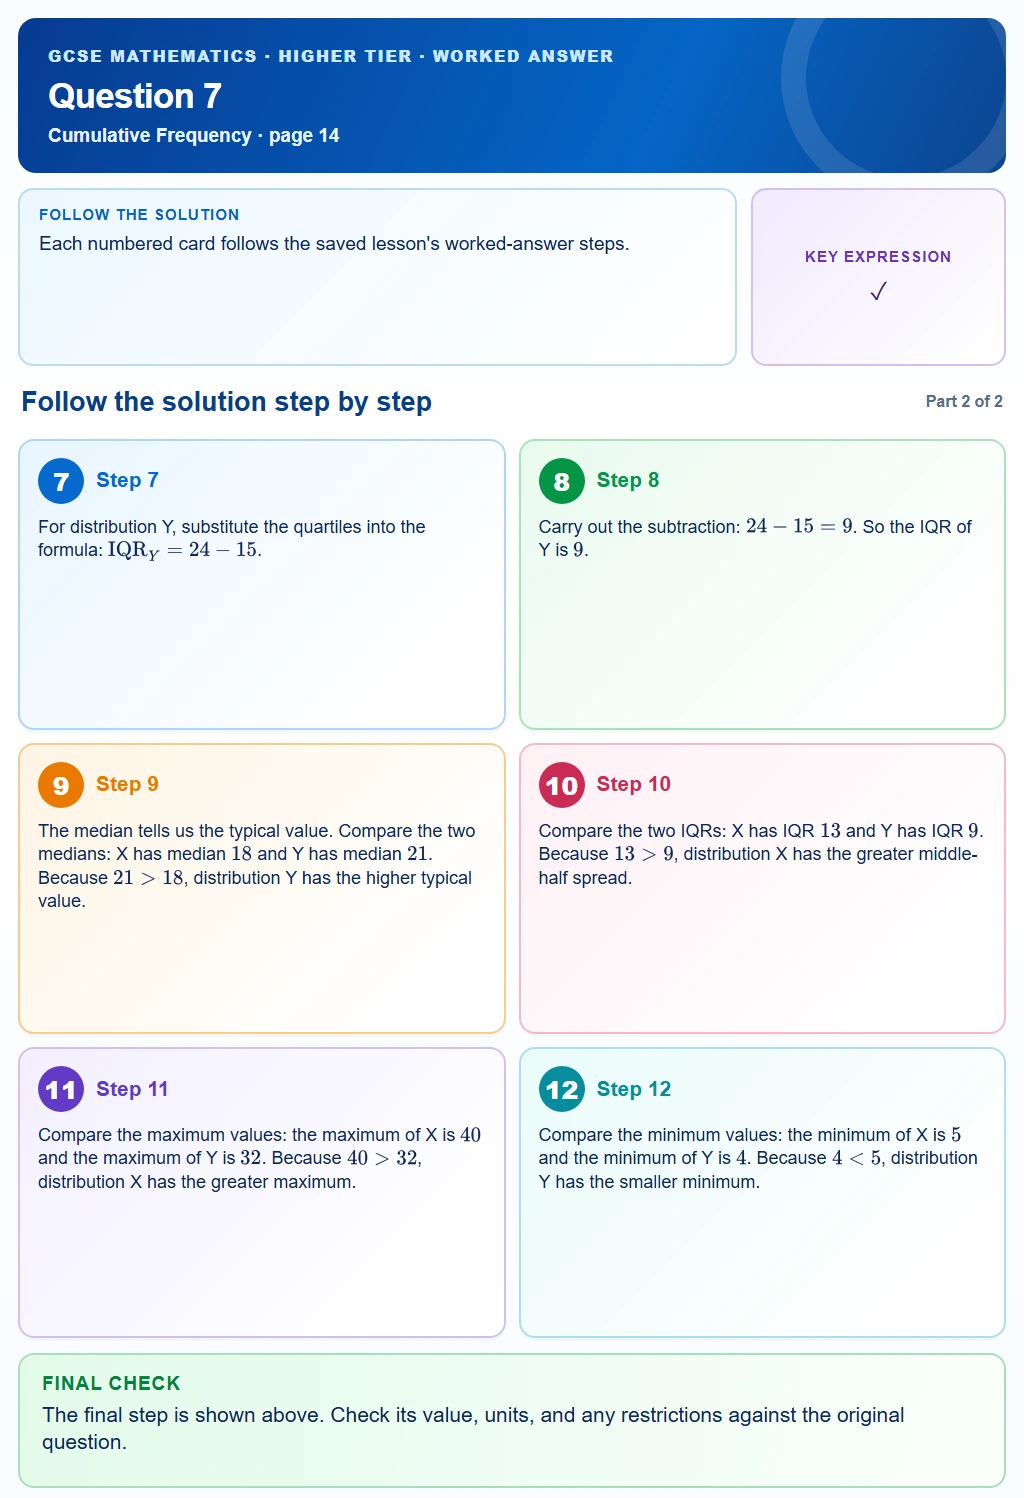 GCSE MATHEMATICS · HIGHER TIER · WORKED ANSWER
Question 7
Cumulative Frequency · page 14
FOLLOW THE SOLUTION
Each numbered card follows the saved lesson's worked-answer steps.
KEY EXPRESSION
✓
Follow the solution step by step
Part 2 of 2
7 Step 7
For distribution Y, substitute the quartiles into the
formula: IQR_Y = 24 − 15.
8 Step 8
Carry out the subtraction: 24 − 15 = 9. So the IQR of
Y is 9.
9 Step 9
The median tells us the typical value. Compare the two
medians: X has median 18 and Y has median 21.
Because 21 > 18, distribution Y has the higher typical
value.
10 Step 10
Compare the two IQRs: X has IQR 13 and Y has IQR 9.
Because 13 > 9, distribution X has the greater middle-
half spread.
11 Step 11
Compare the maximum values: the maximum of X is 40
and the maximum of Y is 32. Because 40 > 32,
distribution X has the greater maximum.
12 Step 12
Compare the minimum values: the minimum of X is 5
and the minimum of Y is 4. Because 4 < 5, distribution
Y has the smaller minimum.
FINAL CHECK
The final step is shown above. Check its value, units, and any restrictions against the original
question.